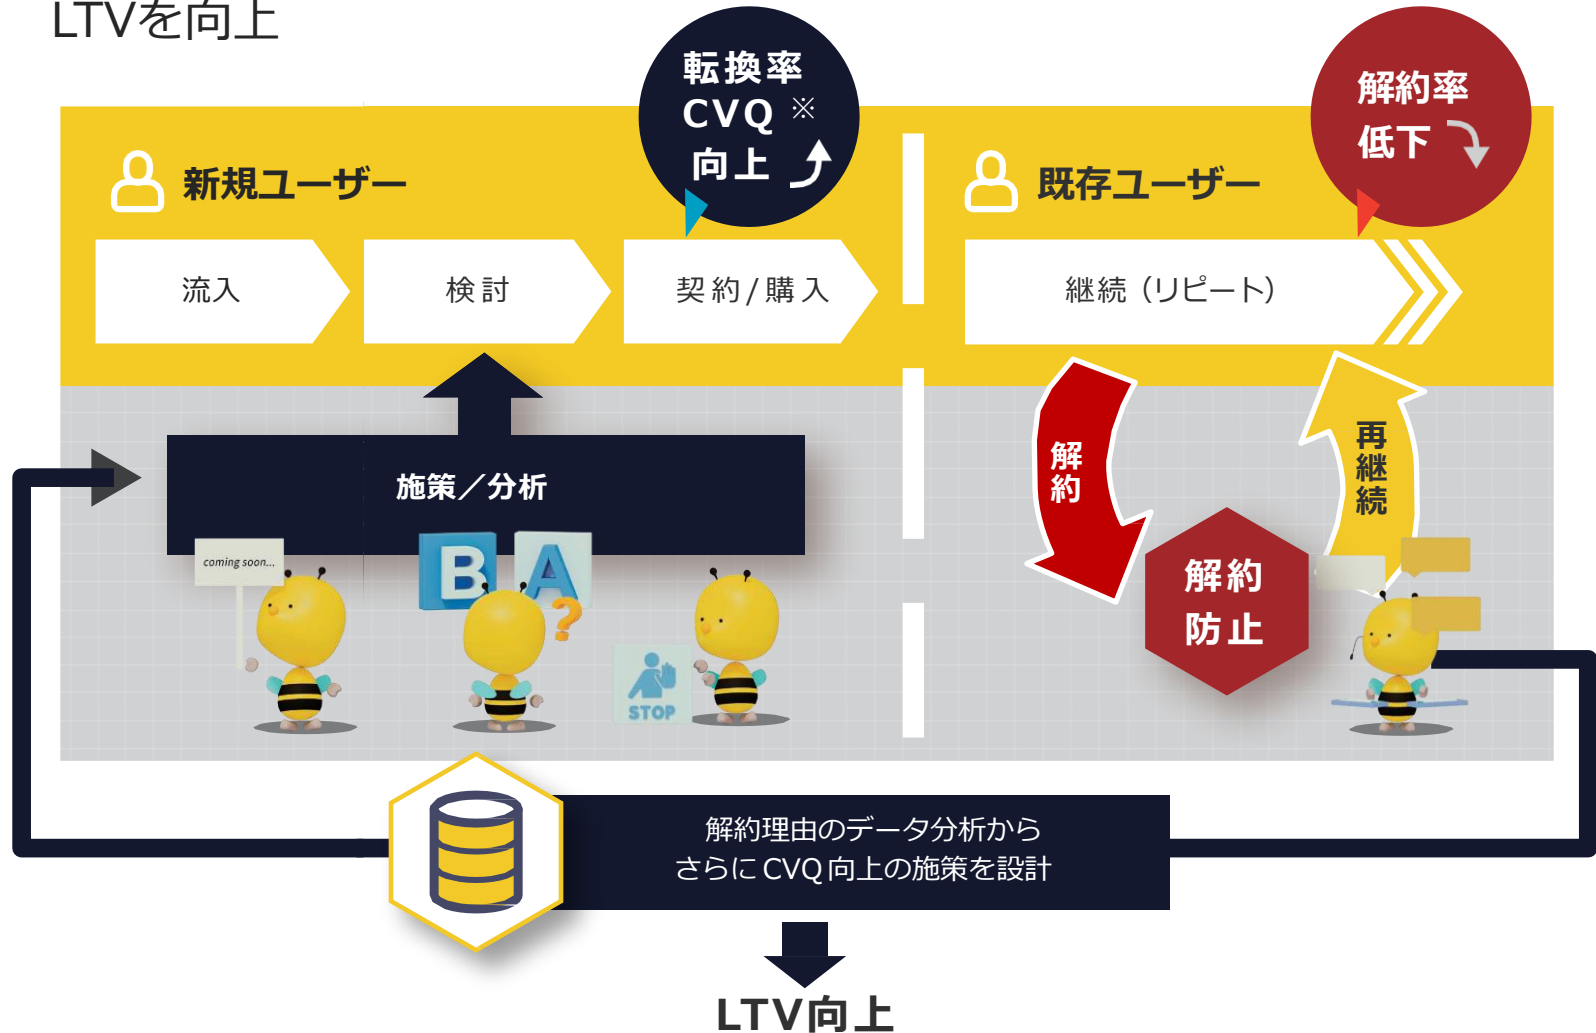 LTVを向上
転換率
CVQ ※
向上
解約率
低下
新規ユーザー
既存ユーザー
流入
検討
契約/購入
継続（リピート）
施策／分析
解約
再継続
coming soon...
B A
?
解約
防止
STOP
解約理由のデータ分析から
さらに CVQ 向上の施策を設計
LTV向上